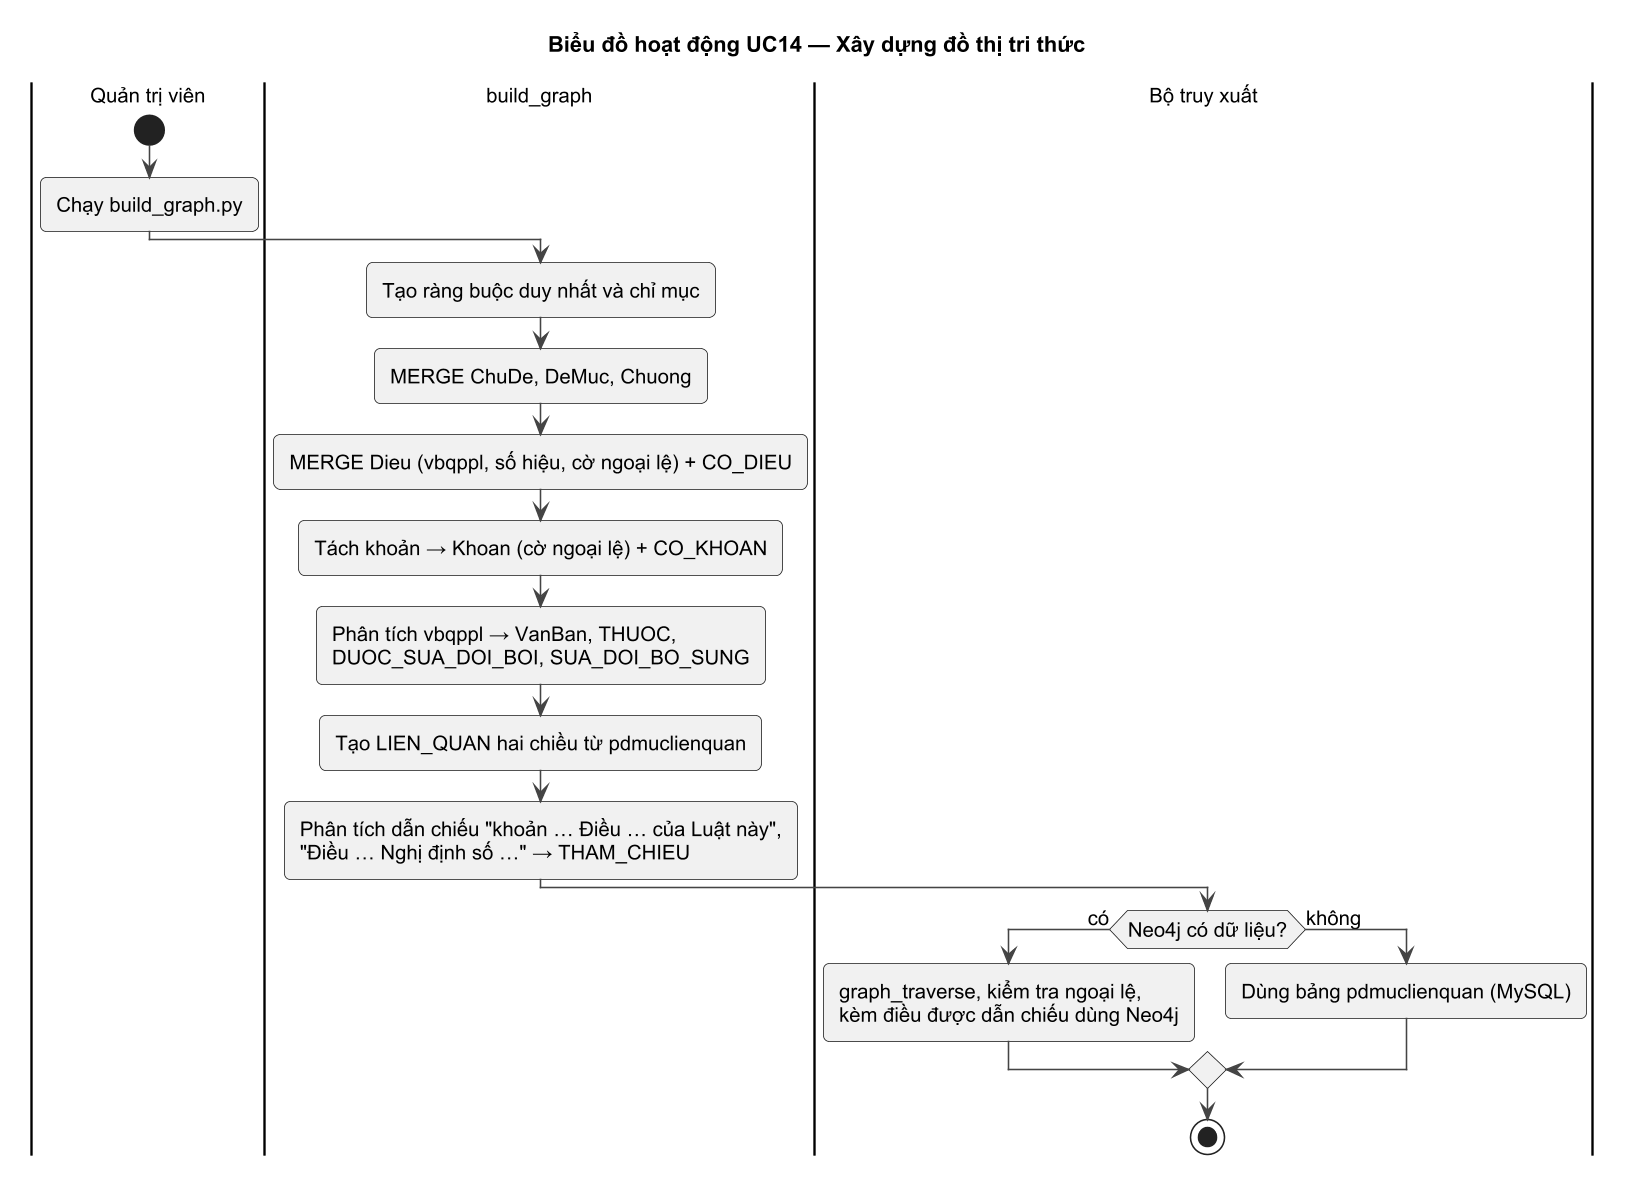 Biểu đồ hoạt động UC14 — Xây dựng đồ thị tri thức
Quản trị viên
build_graph
Bộ truy xuất
Chạy build_graph.py
Tạo ràng buộc duy nhất và chỉ mục
MERGE ChuDe, DeMuc, Chuong
MERGE Dieu (vbqppl, số hiệu, cờ ngoại lệ) + CO_DIEU
Tách khoản → Khoan (cờ ngoại lệ) + CO_KHOAN
Phân tích vbqppl → VanBan, THUOC,
DUOC_SUA_DOI_BOI, SUA_DOI_BO_SUNG
Tạo LIEN_QUAN hai chiều từ pdmuclienquan
Phân tích dẫn chiếu "khoản … Điều … của Luật này",
"Điều … Nghị định số …" → THAM_CHIEU
có
Neo4j có dữ liệu?
không
graph_traverse, kiểm tra ngoại lệ,
kèm điều được dẫn chiếu dùng Neo4j
Dùng bảng pdmuclienquan (MySQL)